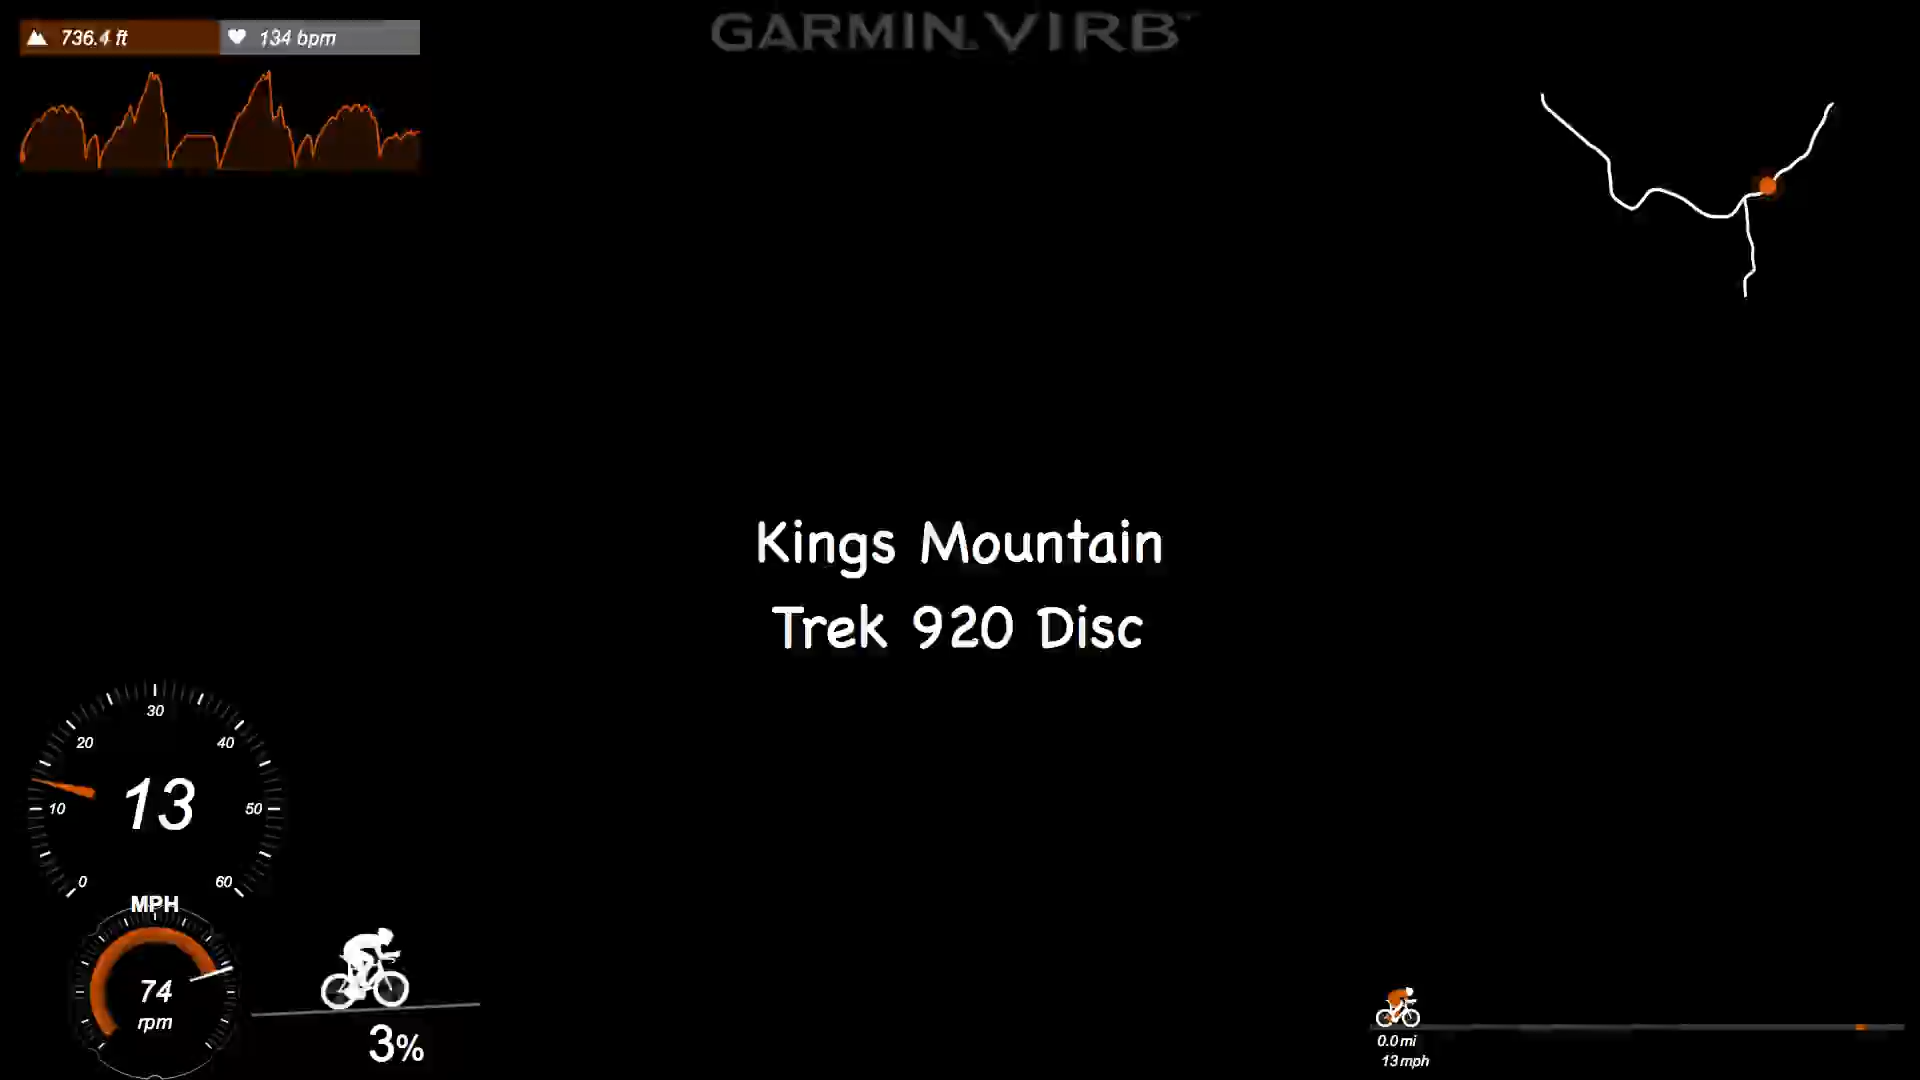 736.4 ft
134 bpm
GARMIN VIRB™
Kings Mountain
Trek 920 Disc
30
20
40
13
10
50
0
60
MPH
74
rpm
3%
0.0 mi
13 mph